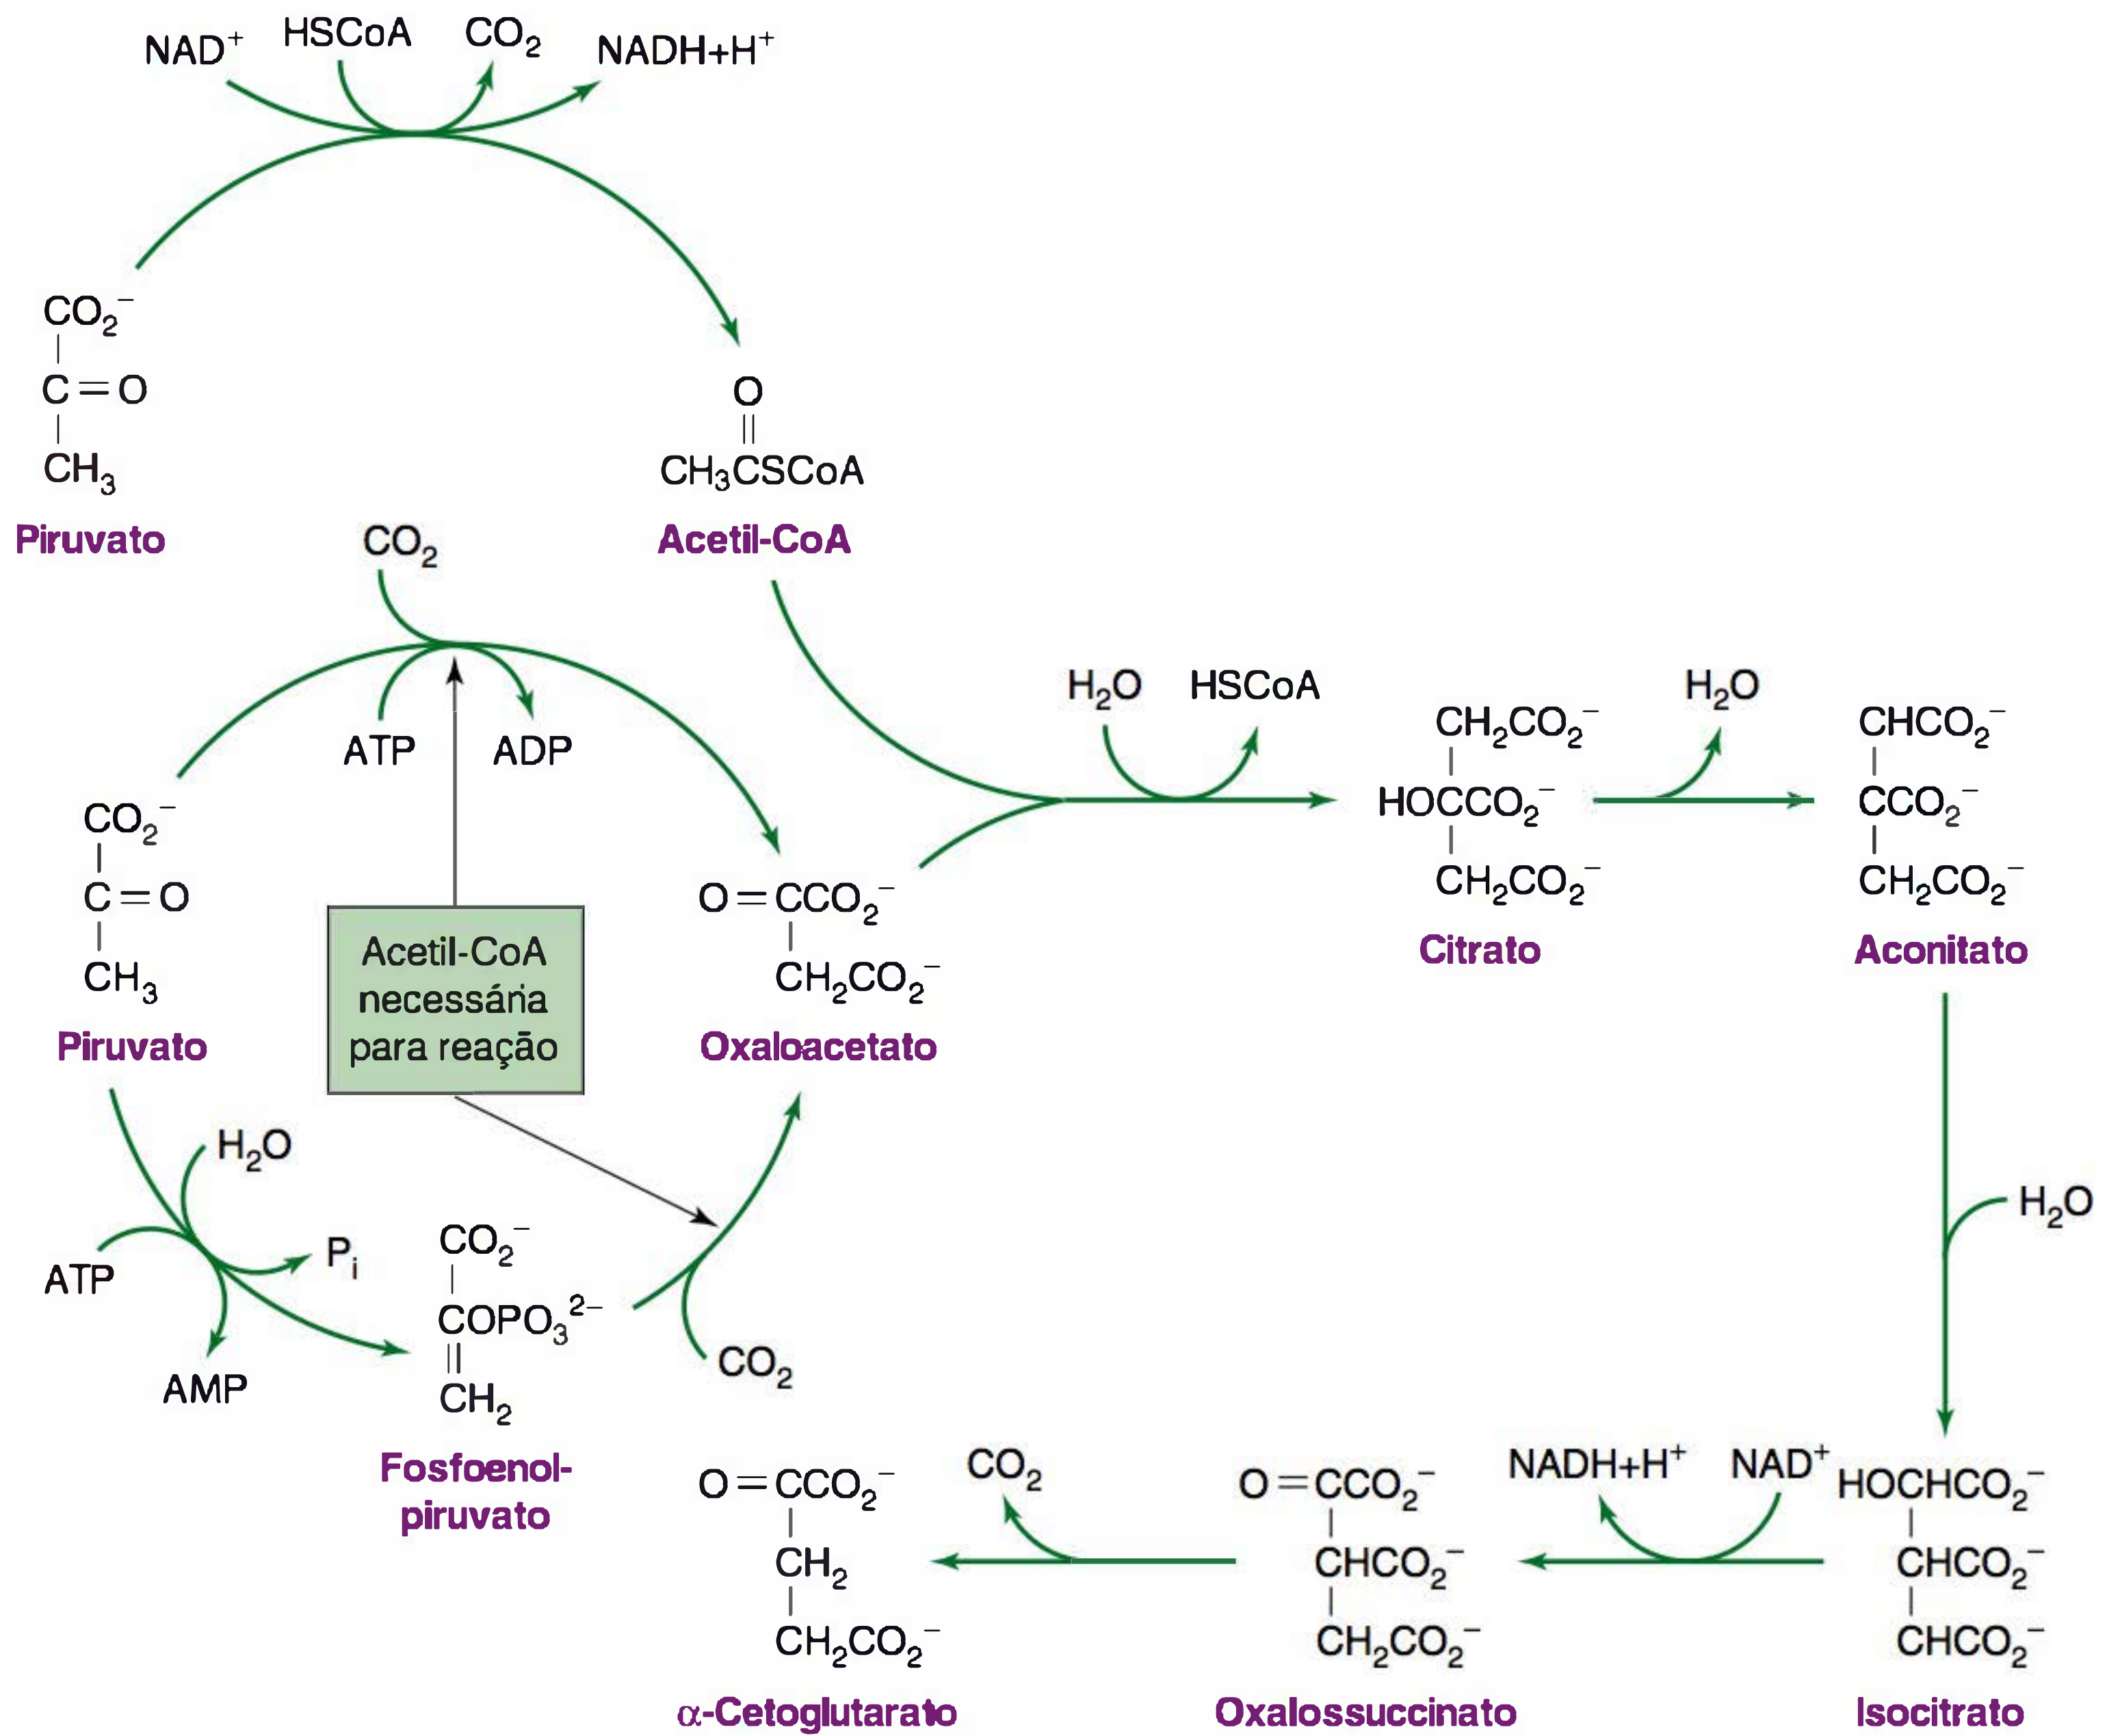 NAD⁺ HSCoA CO₂ NADH+H⁺
CO₂⁻
C=O
CH₃
Piruvato
O
CH₃CSCoA
Acetil-CoA
CO₂
ATP ADP
CO₂⁻
C=O
CH₃
Piruvato
Acetil-CoA
necessária
para reação
O=CCO₂⁻
CH₂CO₂⁻
Oxaloacetato
H₂O HSCoA
CH₂CO₂⁻
HOCCO₂⁻
CH₂CO₂⁻
Citrato
H₂O
CHCO₂⁻
CCO₂⁻
CH₂CO₂⁻
Aconitato
H₂O
ATP
H₂O
Pᵢ
AMP
CO₂⁻
COPO₃²⁻
CH₂
Fosfoenol-
piruvato
CO₂
H₂O
HOCHCO₂⁻
CHCO₂⁻
CHCO₂⁻
Isocitrato
NADH+H⁺ NAD⁺
O=CCO₂⁻
CHCO₂⁻
CH₂CO₂⁻
Oxalossuccinato
CO₂
O=CCO₂⁻
CH₂
CH₂CO₂⁻
α-Cetoglutarato